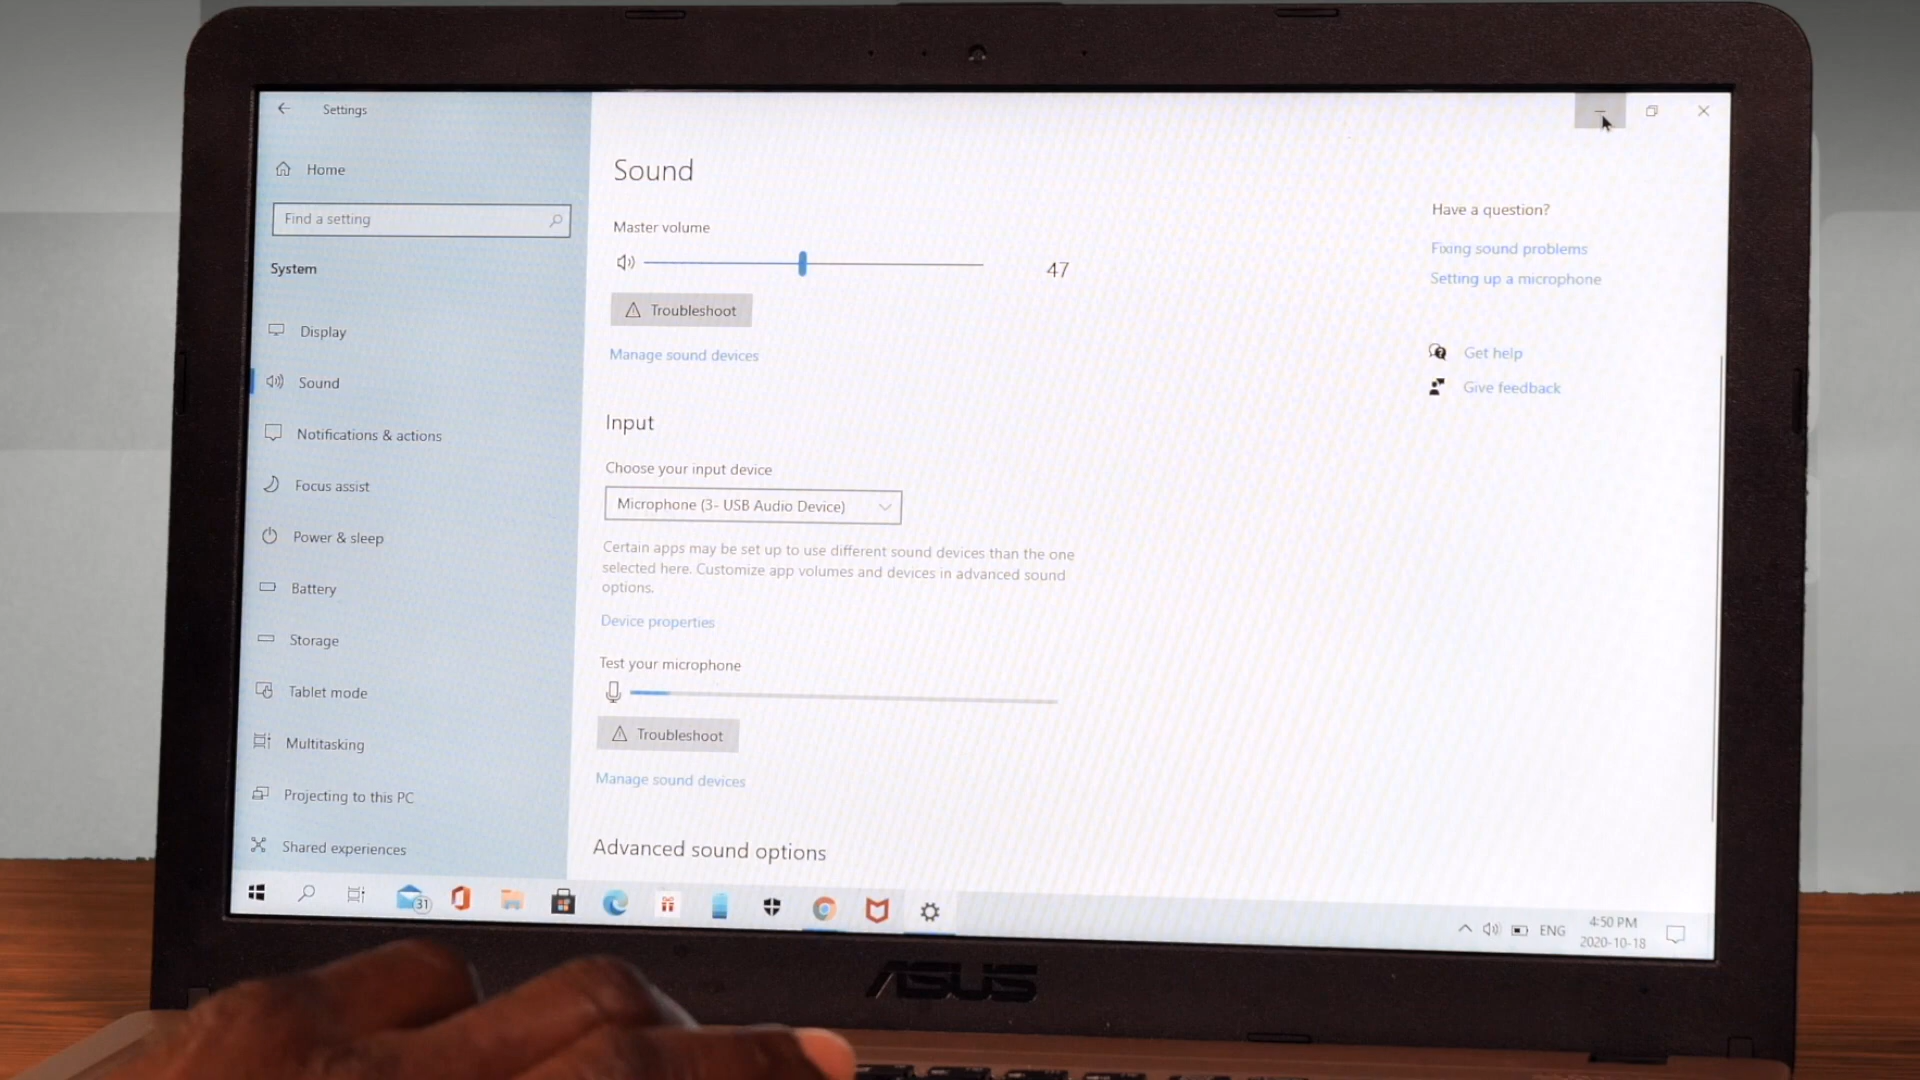 Settings
Home
Find a setting
System
Display
Sound
Notifications & actions
Focus assist
Power & sleep
Battery
Storage
Tablet mode
Multitasking
Projecting to this PC
Shared experiences
Sound
Master volume
47
Troubleshoot
Manage sound devices
Input
Choose your input device
Microphone (3- USB Audio Device)
Certain apps may be set up to use different sound devices than the one
selected here. Customize app volumes and devices in advanced sound
options.
Device properties
Test your microphone
Troubleshoot
Manage sound devices
Advanced sound options
Have a question?
Fixing sound problems
Setting up a microphone
Get help
Give feedback
31
ENG
4:50 PM
2020-10-18
ASUS